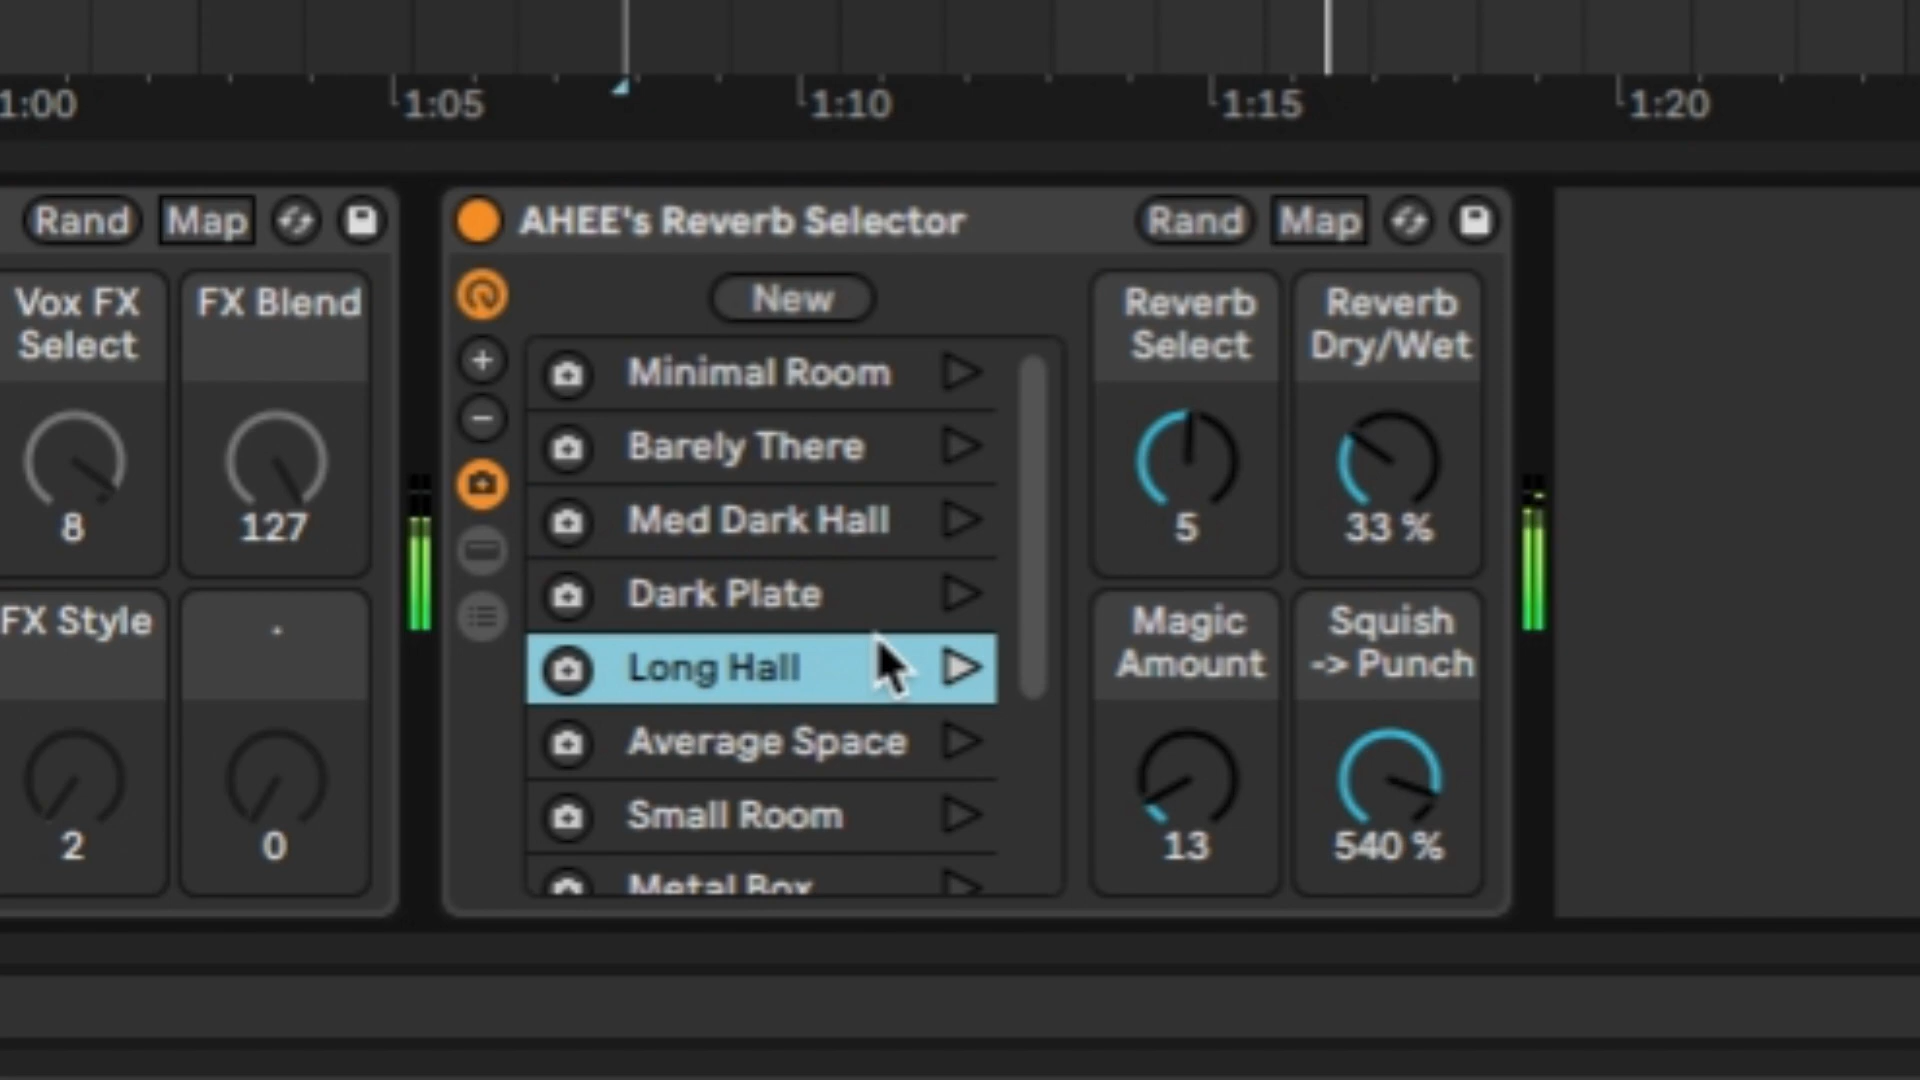 1:00 1:05 1:10 1:15 1:20
Rand Map
Vox FX
Select
8
FX Blend
127
FX Style
2
.
0
AHEE's Reverb Selector
Rand Map
New
Minimal Room
Barely There
Med Dark Hall
Dark Plate
Long Hall
Average Space
Small Room
Metal Box
Reverb
Select
5
Reverb
Dry/Wet
33 %
Magic
Amount
13
Squish
-> Punch
540 %